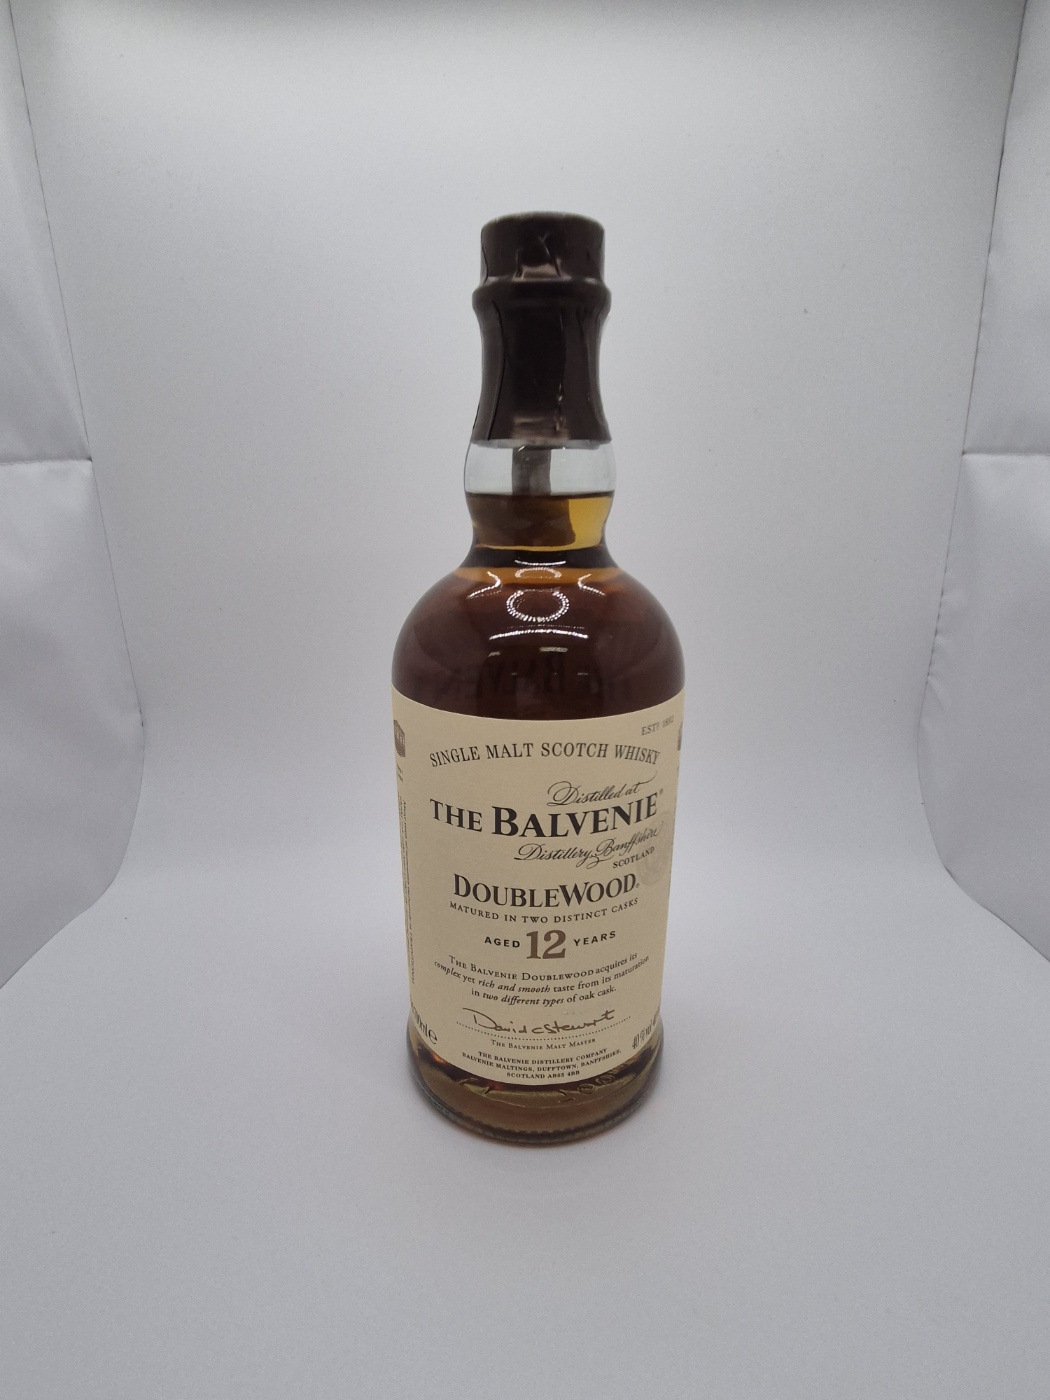 ESTD 1892
SINGLE MALT SCOTCH WHISKY
Distilled at
THE BALVENIE®
Distillery, Banffshire
SCOTLAND
DOUBLEWOOD®
MATURED IN TWO DISTINCT CASKS
AGED 12 YEARS
THE BALVENIE DOUBLEWOOD acquires its
complex yet rich and smooth taste from its maturation
in two different types of oak cask.
David C Stewart
THE BALVENIE MALT MASTER
THE BALVENIE DISTILLERY COMPANY
BALVENIE MALTINGS, DUFFTOWN, BANFFSHIRE,
SCOTLAND AB55 4BB